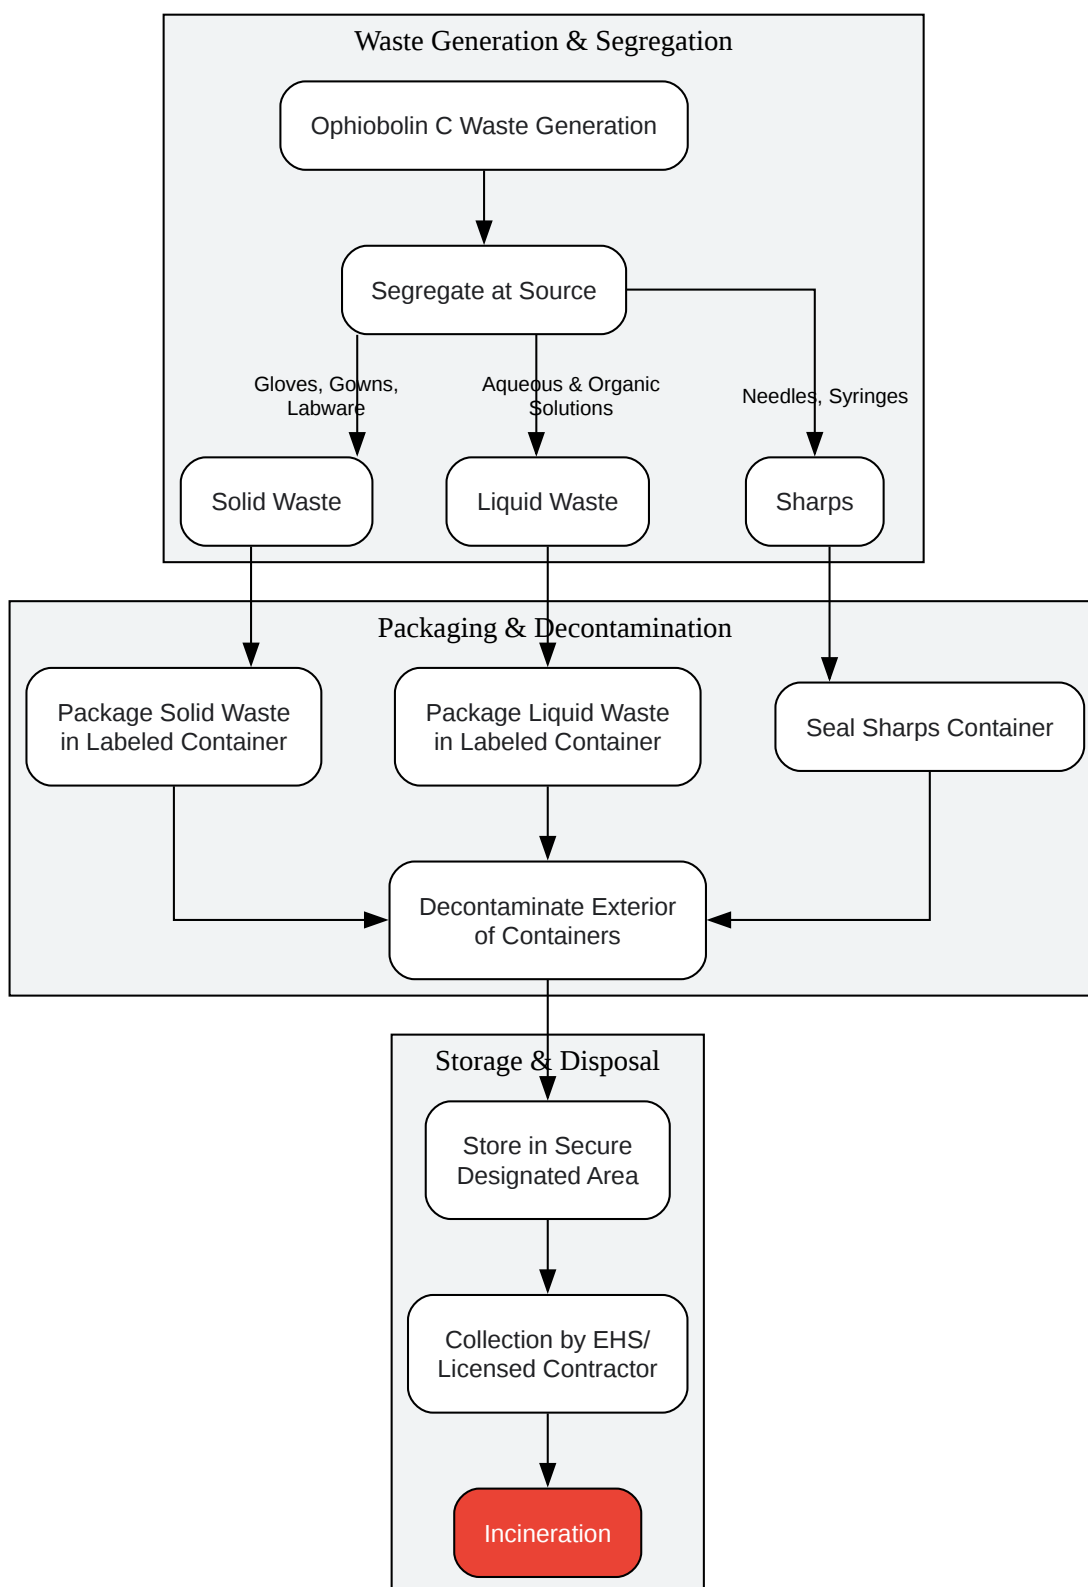 Waste Generation & Segregation
Ophiobolin C Waste Generation
Segregate at Source
Gloves, Gowns,
Labware
Aqueous & Organic
Solutions
Needles, Syringes
Solid Waste
Liquid Waste
Sharps
Packaging & Decontamination
Package Solid Waste
in Labeled Container
Package Liquid Waste
in Labeled Container
Seal Sharps Container
Decontaminate Exterior
of Containers
Storage & Disposal
Store in Secure
Designated Area
Collection by EHS/
Licensed Contractor
Incineration